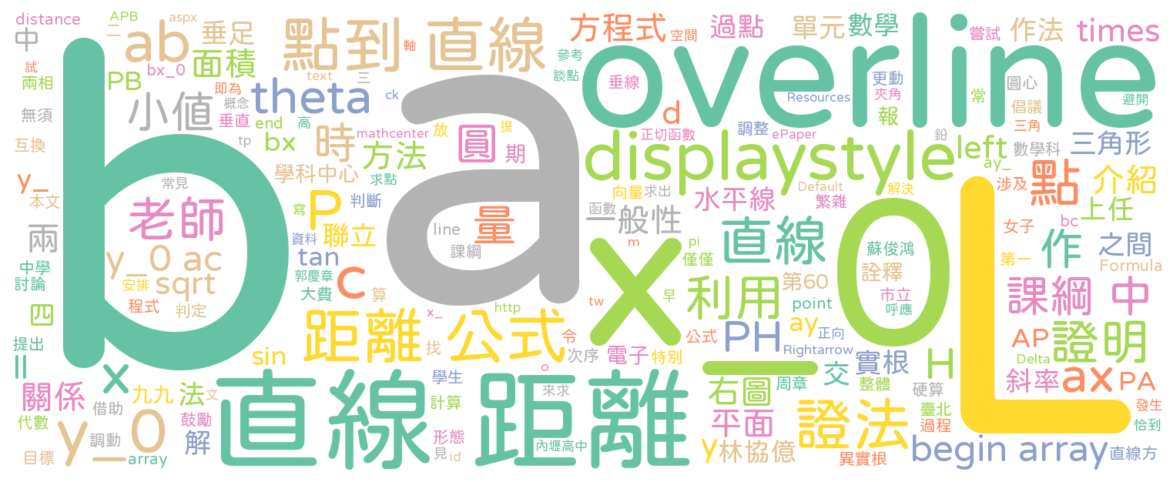 distance
APB
aspx
二
中
ab
垂足
點到 直線
軸
方程式
空間
過點
單元
數學
嘗試
作法
times
試
bx_0
面積
text
三
參考
談點
overline
兩相
PB
即為
概念
theta
ck
垂線
d
Resources
更動
夾角
報
常
圓心
倡議
避開
無須
小值
垂直
end
高
mathcenter
放
提
正切函數
ePaper
調整
鉛
三角
互換
tp
bx
時
方法
圓
期
displaystyle
left
數學科
三角形
b
a
學科中心
求點
向量
求出
Default
解決
ay_
y_
常見
寫
判斷
水平線
繁雜
涉及
bc
點
介紹
本文
老師
P
聯立
量
函數
一般性
上任
兩
資料
line
m
pi
直線
蘇俊鴻
女子
作
之間
y_0
ac
郭慶章
tan
課綱
x_0
僅僅
詮釋
第一
Formula
中學
討論
安排
sqrt
大費
c
算
tw
早
利用
第60
市立
呼應
課綱 中
四
程式
判定
x_
http
point
L
提出
距離
公式
令
PH
ay
正向
AP
證明
ll
x
sin
找
次序
電子
特別
Rightarrow
實根
H
Delta
關係
九九
法
文
o
右圖
周章
交
整體
斜率
ax
PA
代數
借助
鼓勵
直線
距離
學生
計算
來求
平面
硬算
臺北
過程
發生
恰到
y_0
調動
解
形態
見
內壢高中
y
林協億
證法
異實根
目標
array
id
begin array
直線方